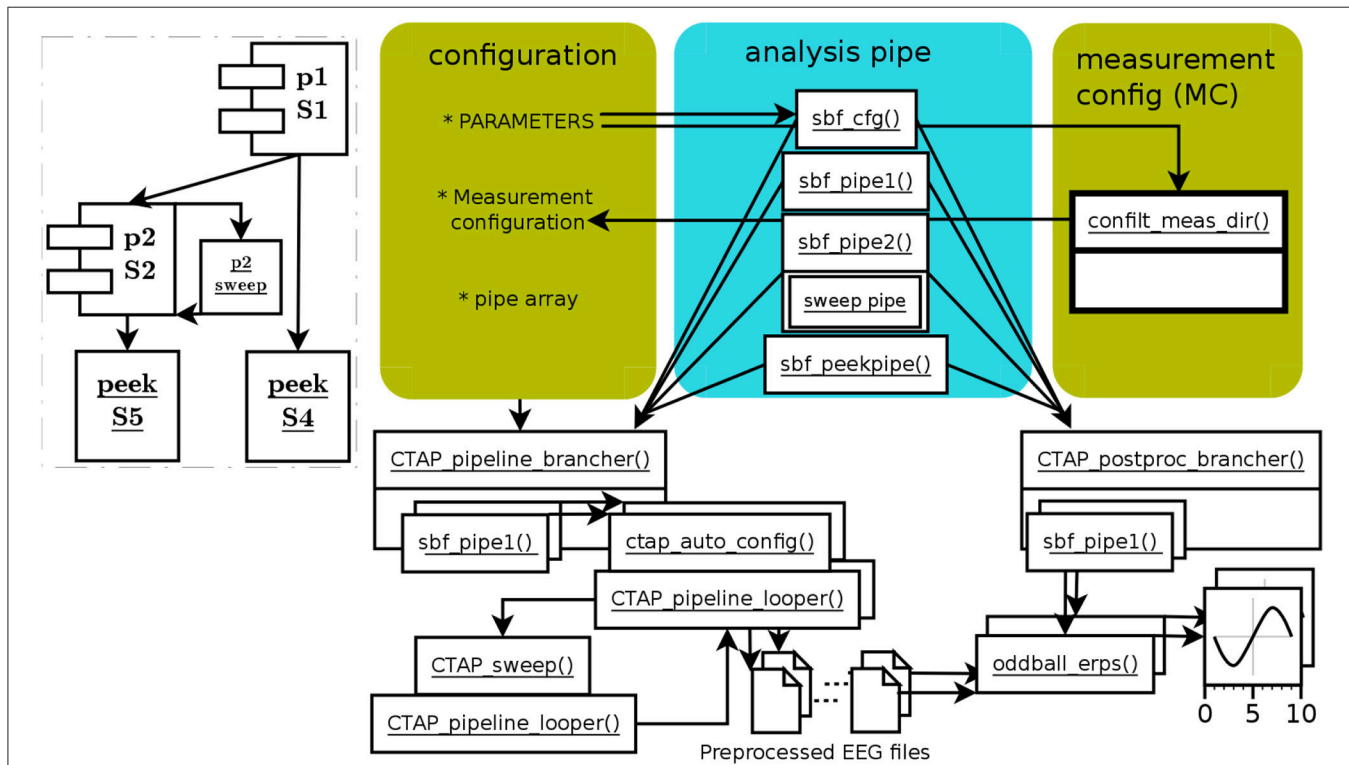 p1
S1
p2
S2
p2
sweep
peek
S5
peek
S4
configuration
* PARAMETERS
* Measurement
configuration
* pipe array
analysis pipe
sbf_cfg()
sbf_pipe1()
sbf_pipe2()
sweep pipe
sbf_peekpipe()
measurement
config (MC)
confilt_meas_dir()
CTAP_pipeline_brancher()
sbf_pipe1()
ctap_auto_config()
CTAP_pipeline_looper()
CTAP_sweep()
CTAP_pipeline_looper()
Preprocessed EEG files
CTAP_postproc_brancher()
sbf_pipe1()
oddball_erps()
0 5 10